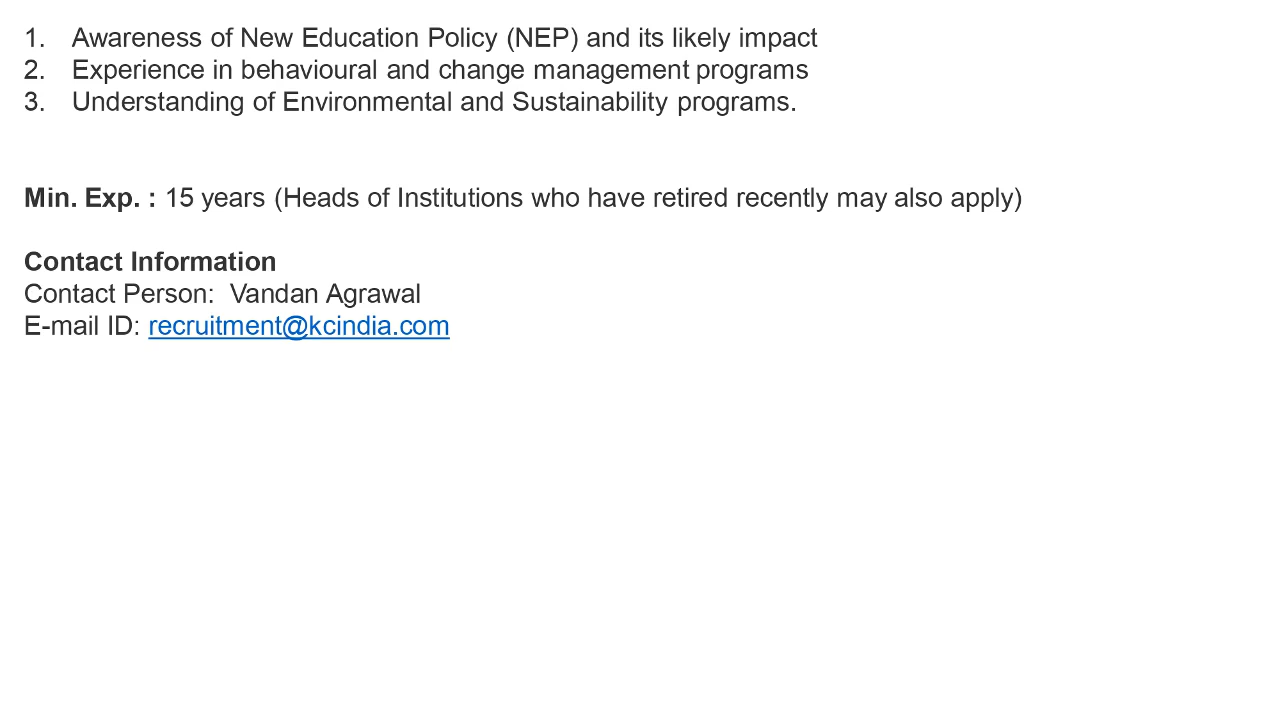 1. Awareness of New Education Policy (NEP) and its likely impact
2. Experience in behavioural and change management programs
3. Understanding of Environmental and Sustainability programs.
Min. Exp. : 15 years (Heads of Institutions who have retired recently may also apply)
Contact Information
Contact Person: Vandan Agrawal
E-mail ID: recruitment@kcindia.com